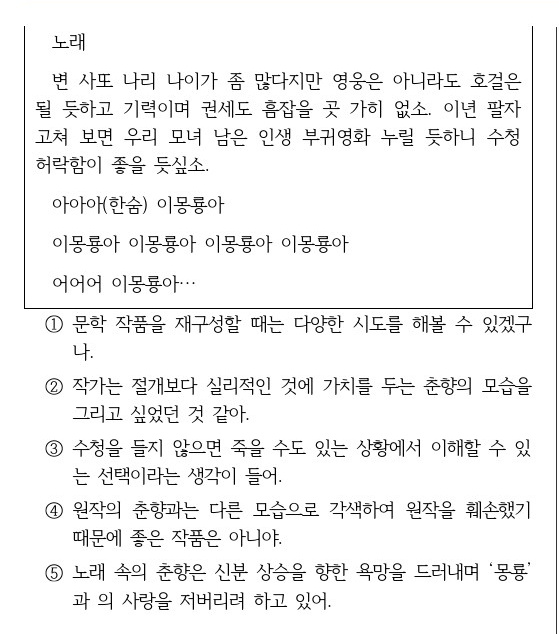 노래
변 사또 나리 나이가 좀 많다지만 영웅은 아니라도 호걸은
될 듯하고 기력이며 권세도 흠잡을 곳 가히 없소. 이년 팔자
고쳐 보면 우리 모녀 남은 인생 부귀영화 누릴 듯하니 수청
허락함이 좋을 듯싶소.
아아아(한숨) 이몽룡아
이몽룡아 이몽룡아 이몽룡아 이몽룡아
어어어 이몽룡아…
① 문학 작품을 재구성할 때는 다양한 시도를 해볼 수 있겠구
나.
② 작가는 절개보다 실리적인 것에 가치를 두는 춘향의 모습을
그리고 싶었던 것 같아.
③ 수청을 들지 않으면 죽을 수도 있는 상황에서 이해할 수 있
는 선택이라는 생각이 들어.
④ 원작의 춘향과는 다른 모습으로 각색하여 원작을 훼손했기
때문에 좋은 작품은 아니야.
⑤ 노래 속의 춘향은 신분 상승을 향한 욕망을 드러내며 ‘몽룡’
과 의 사랑을 저버리려 하고 있어.